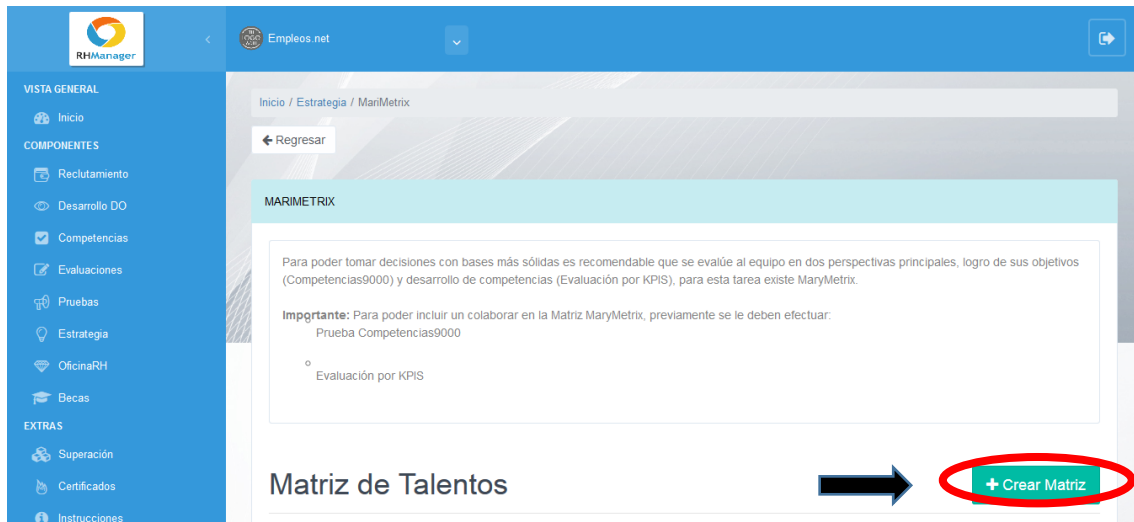 RHManager
Empleos.net
VISTA GENERAL
Inicio
COMPONENTES
Reclutamiento
Desarrollo DO
Competencias
Evaluaciones
Pruebas
Estrategia
OficinaRH
Becas
EXTRAS
Superación
Certificados
Instrucciones
Inicio / Estrategia / MariMetrix
Regresar
MARIMETRIX
Para poder tomar decisiones con bases más sólidas es recomendable que se evalúe al equipo en dos perspectivas principales, logro de sus objetivos
(Competencias9000) y desarrollo de competencias (Evaluación por KPIS), para esta tarea existe MaryMetrix.
Importante: Para poder incluir un colaborar en la Matriz MaryMetrix, previamente se le deben efectuar:
Prueba Competencias9000
Evaluación por KPIS
Matriz de Talentos
+ Crear Matriz